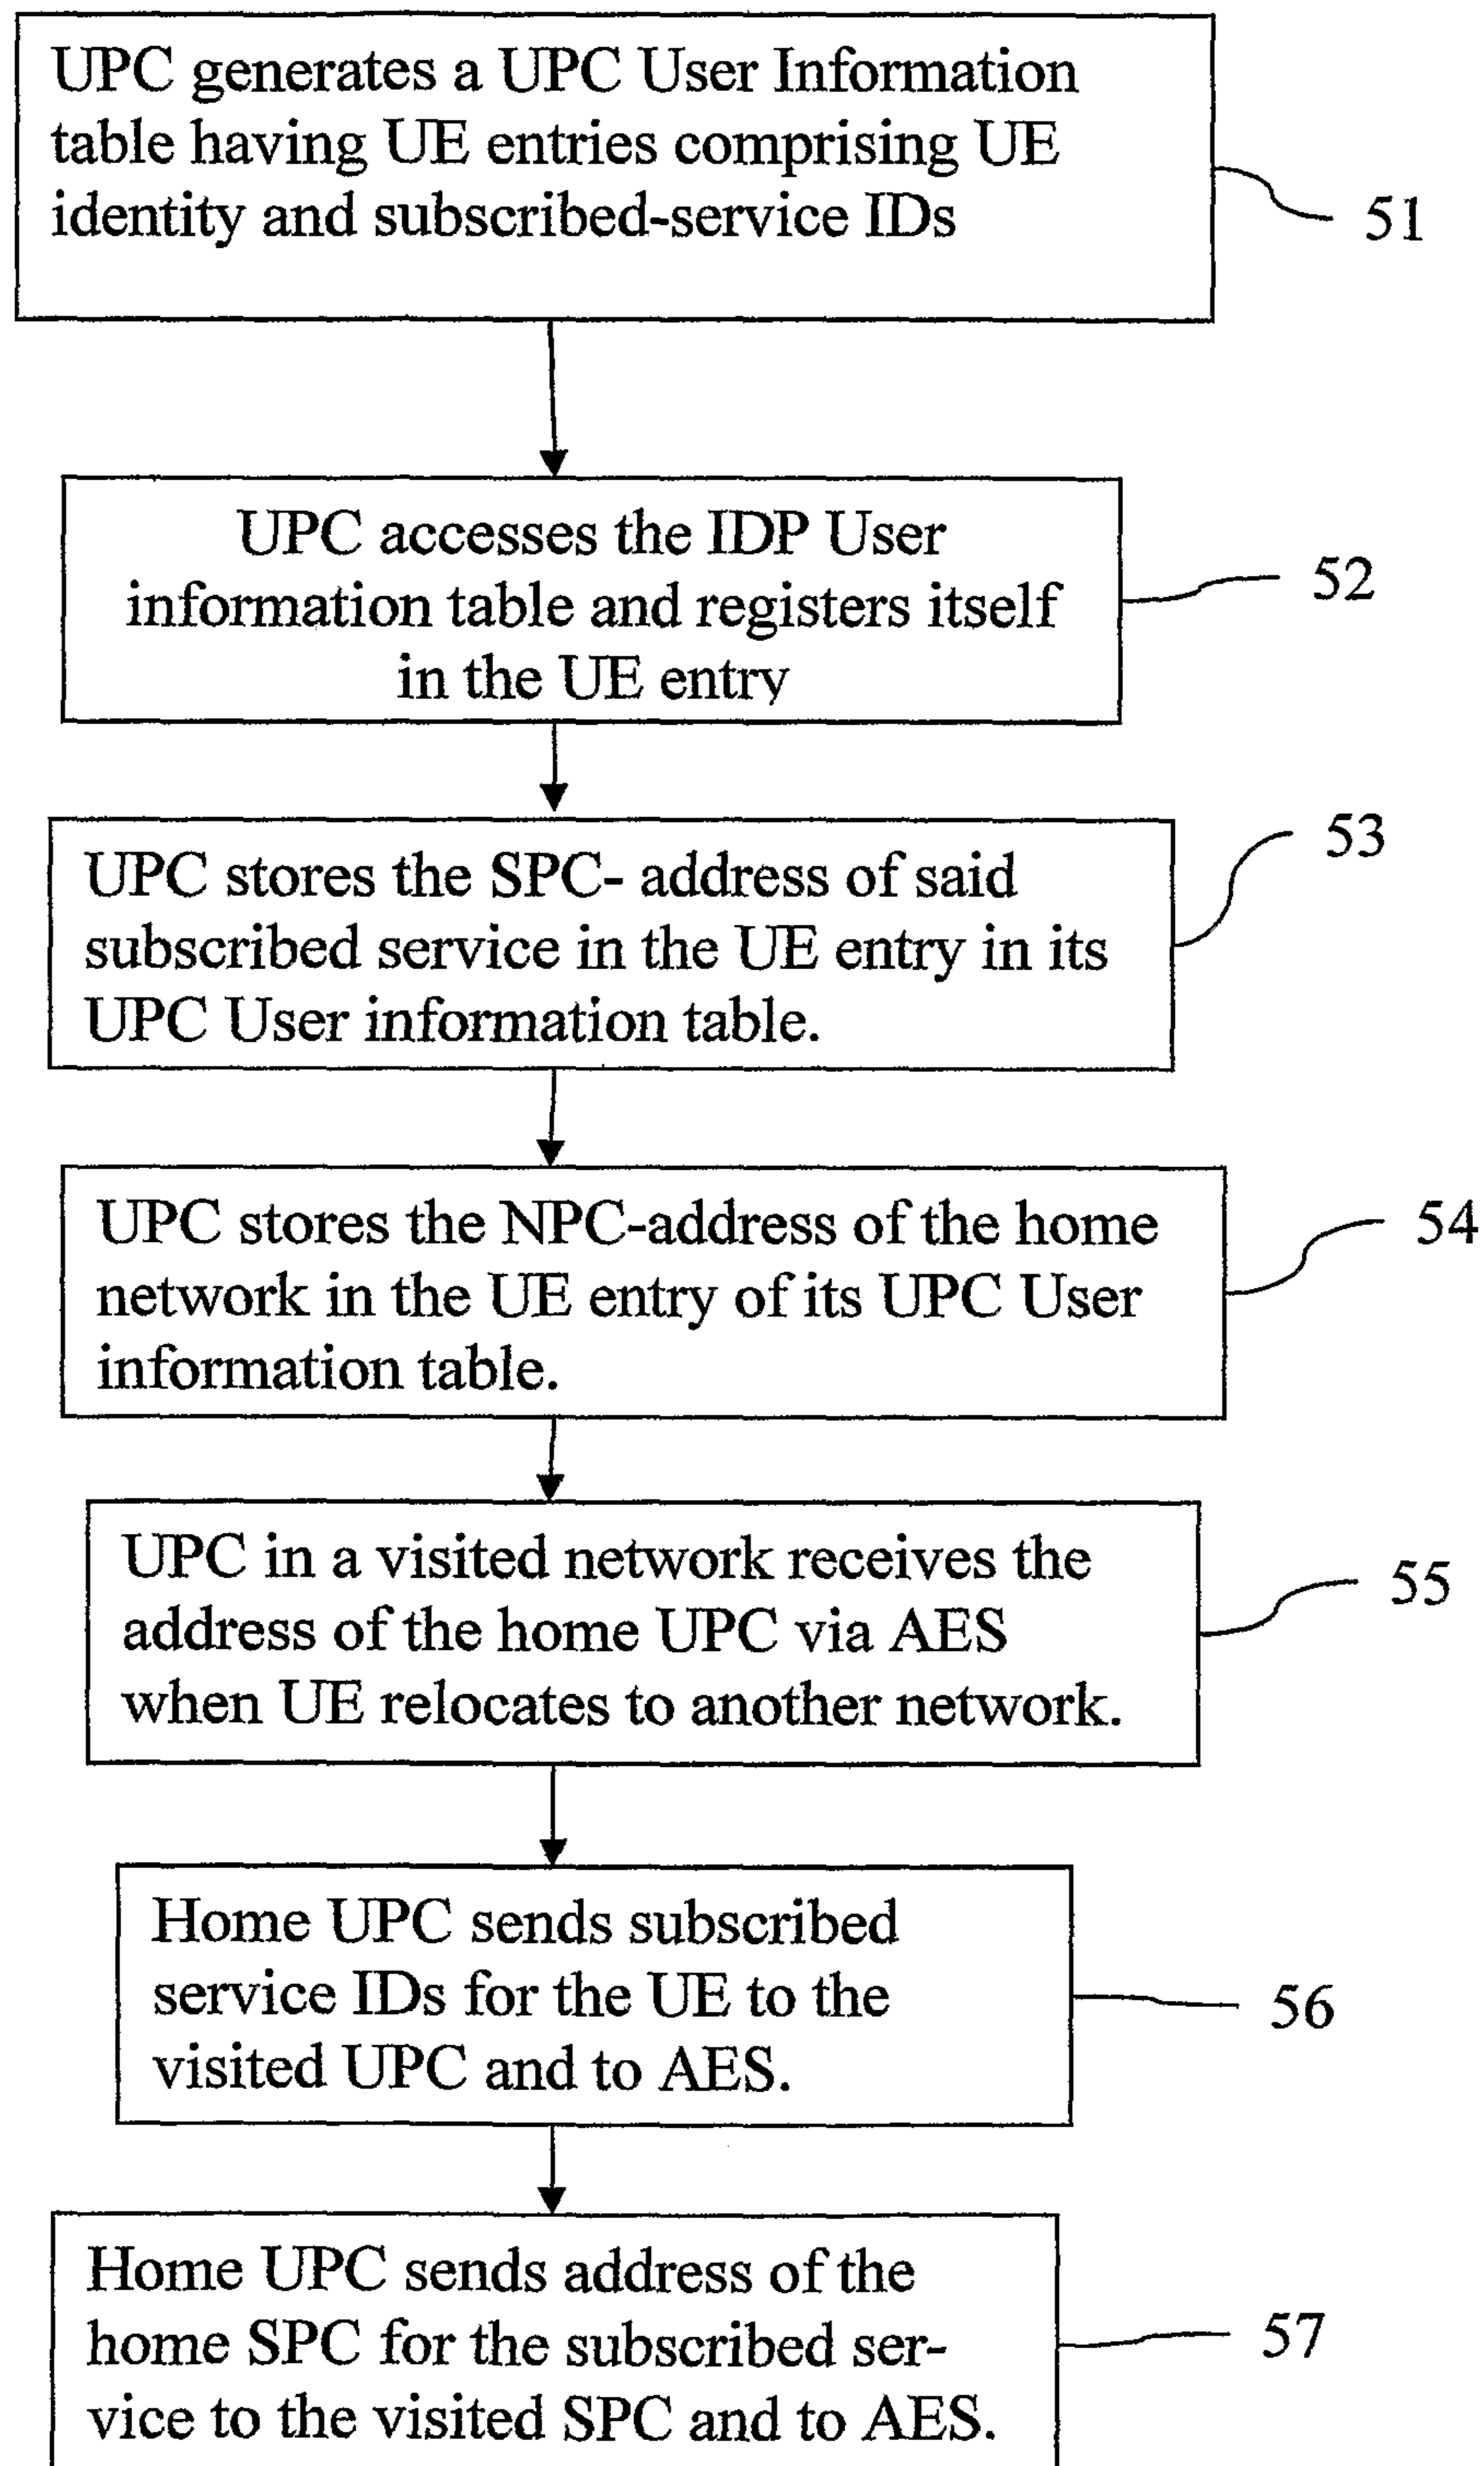 UPC generates a UPC User Information
table having UE entries comprising UE
identity and subscribed-service IDs
51
UPC accesses the IDP User
information table and registers itself
in the UE entry
52
UPC stores the SPC- address of said
subscribed service in the UE entry in its
UPC User information table.
53
UPC stores the NPC-address of the home
network in the UE entry of its UPC User
information table.
54
UPC in a visited network receives the
address of the home UPC via AES
when UE relocates to another network.
55
Home UPC sends subscribed
service IDs for the UE to the
visited UPC and to AES.
56
Home UPC sends address of the
home SPC for the subscribed ser-
vice to the visited SPC and to AES.
57